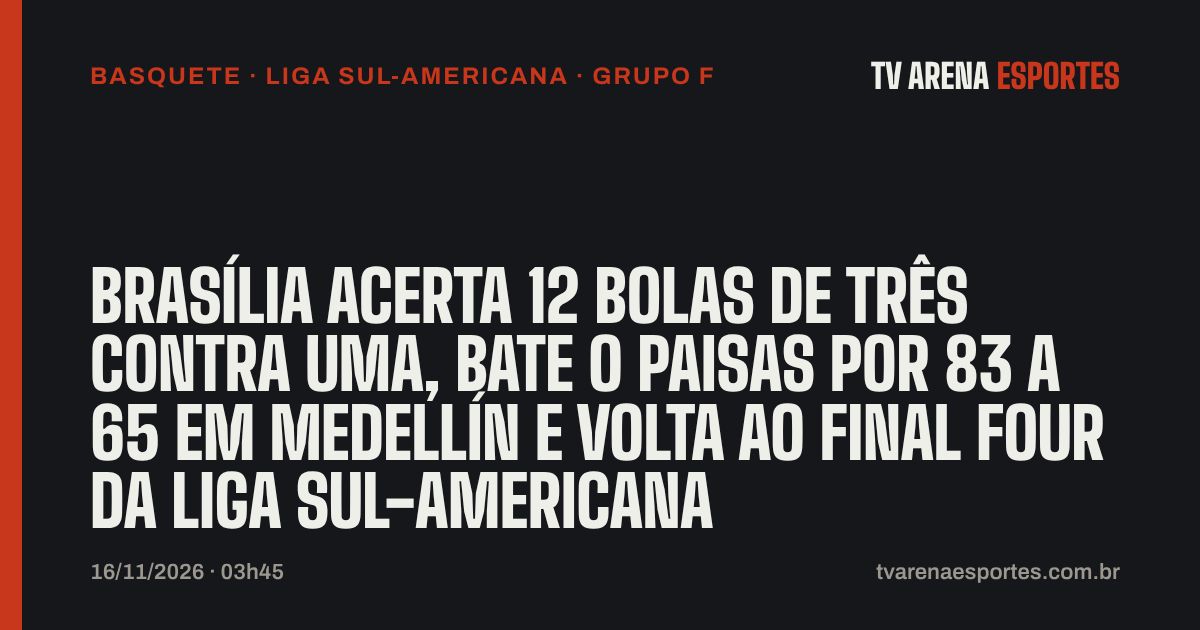 BASQUETE · LIGA SUL-AMERICANA · GRUPO F
TV ARENA ESPORTES
BRASÍLIA ACERTA 12 BOLAS DE TRÊS
CONTRA UMA, BATE O PAISAS POR 83 A
65 EM MEDELLÍN E VOLTA AO FINAL FOUR
DA LIGA SUL-AMERICANA
16/11/2026 · 03h45
tvarenaesportes.com.br